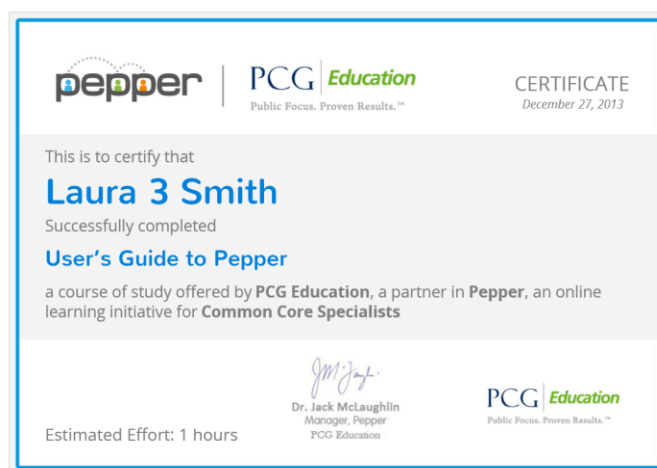 pepper
PCG Education
Public Focus. Proven Results.™
CERTIFICATE
December 27, 2013
This is to certify that
Laura 3 Smith
Successfully completed
User's Guide to Pepper
a course of study offered by PCG Education, a partner in Pepper, an online
learning initiative for Common Core Specialists
Estimated Effort: 1 hours
Dr. Jack McLaughlin
Manager, Pepper
PCG Education
PCG Education
Public Focus. Proven Results.™